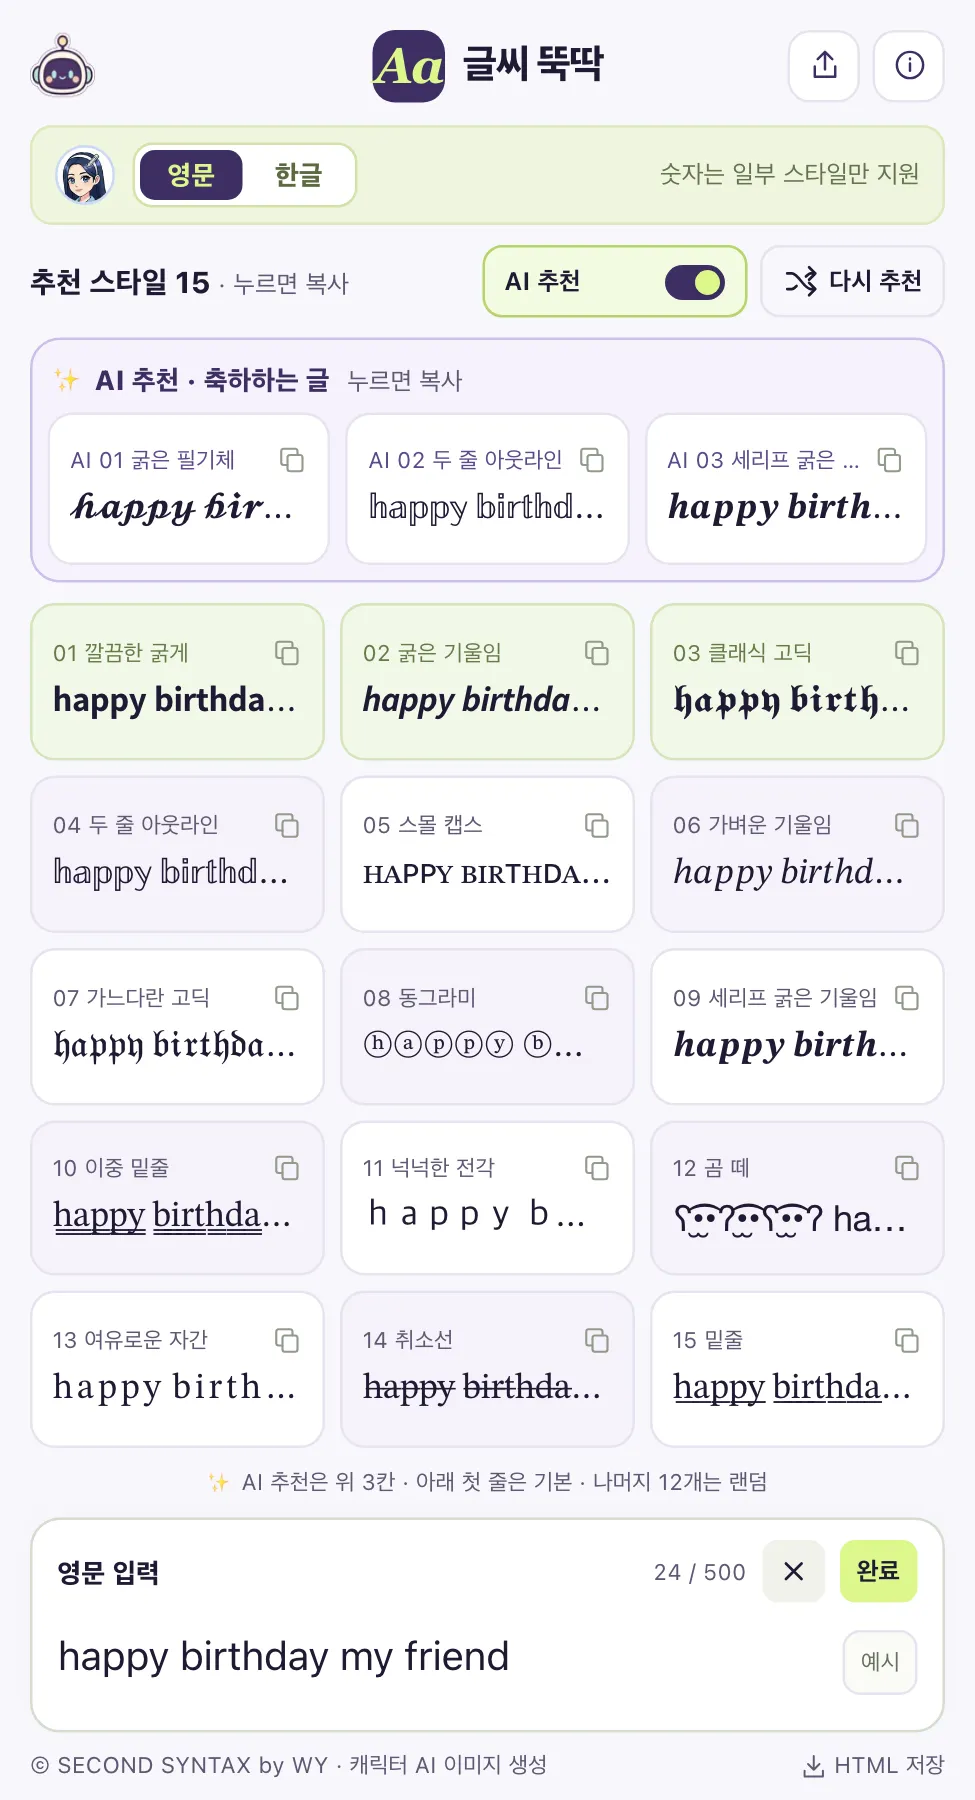 Aa 글씨 뚝딱
영문 한글 숫자는 일부 스타일만 지원
추천 스타일 15 · 누르면 복사 AI 추천 다시 추천
✨ AI 추천 · 축하하는 글 누르면 복사
AI 01 굵은 필기체
𝓱𝓪𝓹𝓹𝔂 𝓫𝓲𝓻...
AI 02 두 줄 아웃라인
𝕙𝕒𝕡𝕡𝕪 𝕓𝕚𝕣𝕥𝕙𝕕...
AI 03 세리프 굵은 ...
𝒉𝒂𝒑𝒑𝒚 𝒃𝒊𝒓𝒕𝒉...
01 깔끔한 굵게
𝗵𝗮𝗽𝗽𝘆 𝗯𝗶𝗿𝘁𝗵𝗱𝗮...
02 굵은 기울임
𝙝𝙖𝙥𝙥𝙮 𝙗𝙞𝙧𝙩𝙝𝙙𝙖...
03 클래식 고딕
𝖍𝖆𝖕𝖕𝖞 𝖇𝖎𝖗𝖙𝖍...
04 두 줄 아웃라인
𝕙𝕒𝕡𝕡𝕪 𝕓𝕚𝕣𝕥𝕙𝕕...
05 스몰 캡스
ʜᴀᴘᴘʏ ʙɪʀᴛʜᴅᴀ...
06 가벼운 기울임
ℎ𝑎𝑝𝑝𝑦 𝑏𝑖𝑟𝑡ℎ𝑑...
07 가느다란 고딕
𝔥𝔞𝔭𝔭𝔶 𝔟𝔦𝔯𝔱𝔥𝔡𝔞...
08 동그라미
ⓗⓐⓟⓟⓨ ⓑ...
09 세리프 굵은 기울임
𝒉𝒂𝒑𝒑𝒚 𝒃𝒊𝒓𝒕𝒉...
10 이중 밑줄
h̳a̳p̳p̳y̳ b̳i̳r̳t̳h̳d̳a̳...
11 넉넉한 전각
ｈａｐｐｙ ｂ...
12 곰 떼
ha...
13 여유로운 자간
h a p p y b i r t h...
14 취소선
h̶a̶p̶p̶y̶ b̶i̶r̶t̶h̶d̶a̶...
15 밑줄
h̲a̲p̲p̲y̲ b̲i̲r̲t̲h̲d̲a̲...
✨ AI 추천은 위 3칸 · 아래 첫 줄은 기본 · 나머지 12개는 랜덤
영문 입력 24 / 500 완료
happy birthday my friend
예시
© SECOND SYNTAX by WY · 캐릭터 AI 이미지 생성 HTML 저장